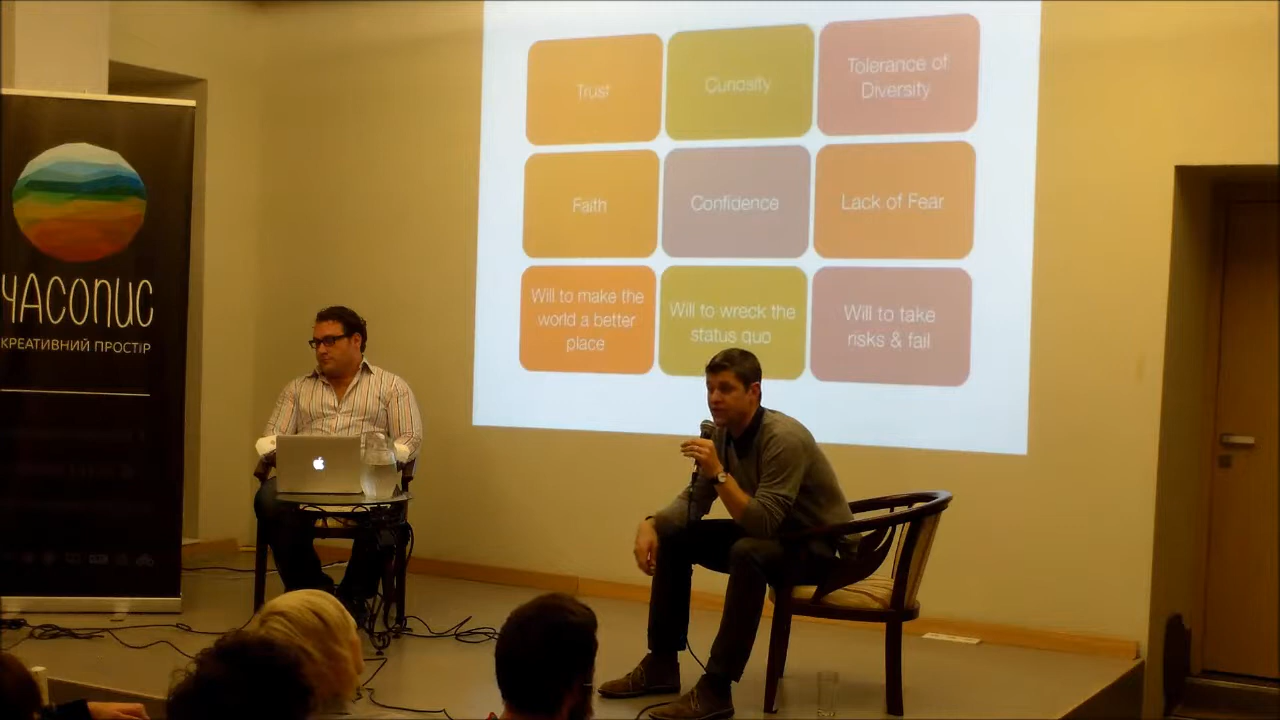 ЧАСОПИС
КРЕАТИВНИЙ ПРОСТІР
Trust
Curiosity
Tolerance of
Diversity
Faith
Confidence
Lack of Fear
Will to make the
world a better
place
Will to wreck the
status quo
Will to take
risks & fail